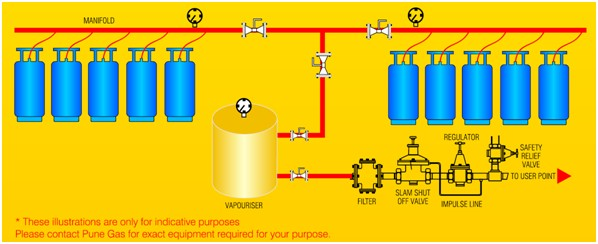 MANIFOLD
REGULATOR
SAFETY
RELIEF
VALVE
TO USER POINT
VAPOURISER
FILTER
SLAM SHUT
OFF VALVE
IMPULSE LINE
* These illustrations are only for indicative purposes
Please contact Pune Gas for exact equipment required for your purpose.